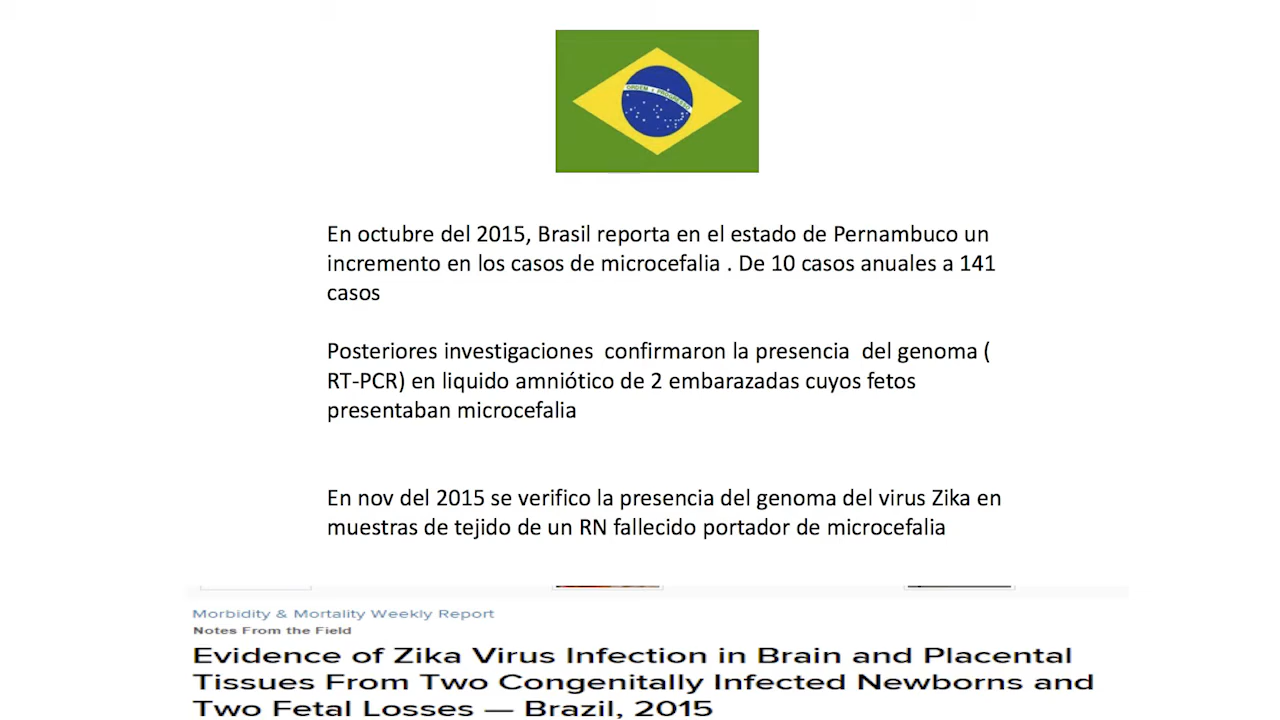 ORDEM E PROGRESSO
En octubre del 2015, Brasil reporta en el estado de Pernambuco un
incremento en los casos de microcefalia . De 10 casos anuales a 141
casos
Posteriores investigaciones  confirmaron la presencia  del genoma (
RT-PCR) en liquido amniótico de 2 embarazadas cuyos fetos
presentaban microcefalia
En nov del 2015 se verifico la presencia del genoma del virus Zika en
muestras de tejido de un RN fallecido portador de microcefalia
Morbidity & Mortality Weekly Report
Notes From the Field
Evidence of Zika Virus Infection in Brain and Placental
Tissues From Two Congenitally Infected Newborns and
Two Fetal Losses — Brazil, 2015